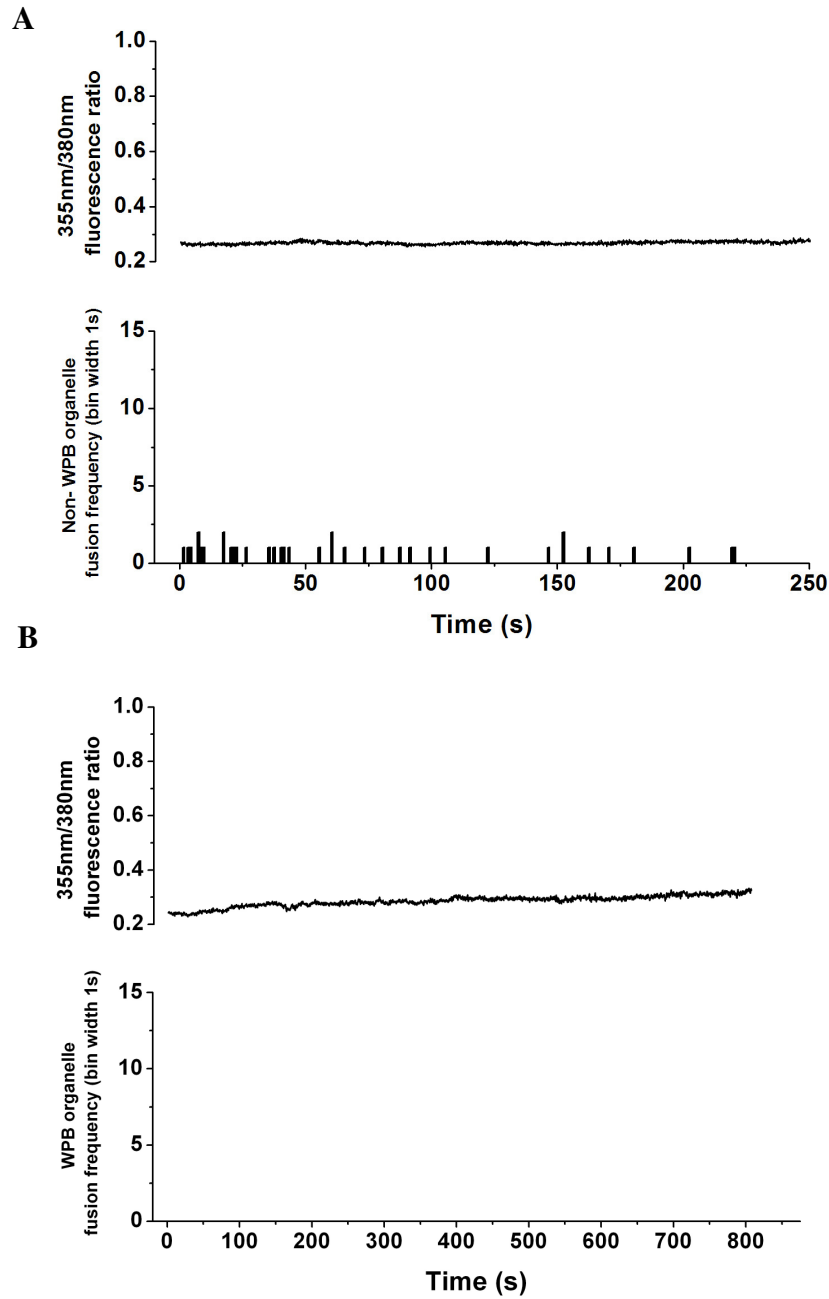 A
355nm/380nm
fluorescence ratio
1.0
0.8
0.6
0.4
0.2
Non- WPB organelle
fusion frequency (bin width 1s)
15
10
5
0
0 50 100 150 200 250
Time (s)
B
355nm/380nm
fluorescence ratio
1.0
0.8
0.6
0.4
0.2
WPB organelle
fusion frequency (bin width 1s)
15
10
5
0
0 100 200 300 400 500 600 700 800
Time (s)